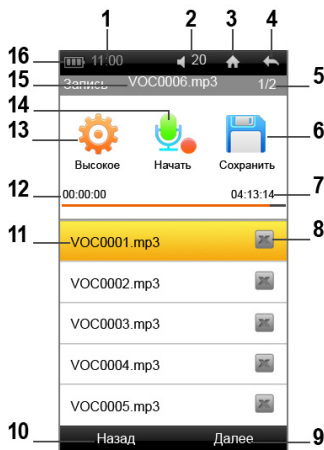 1 2 3 4
16 11:00 20
15 Запись VOC0006.mp3 1/2 5
14
13 6
Высокое Начать Сохранить
12 00:00:00 04:13:14 7
11 VOC0001.mp3 8
VOC0002.mp3
VOC0003.mp3
VOC0004.mp3
VOC0005.mp3
10 Назад Далее 9